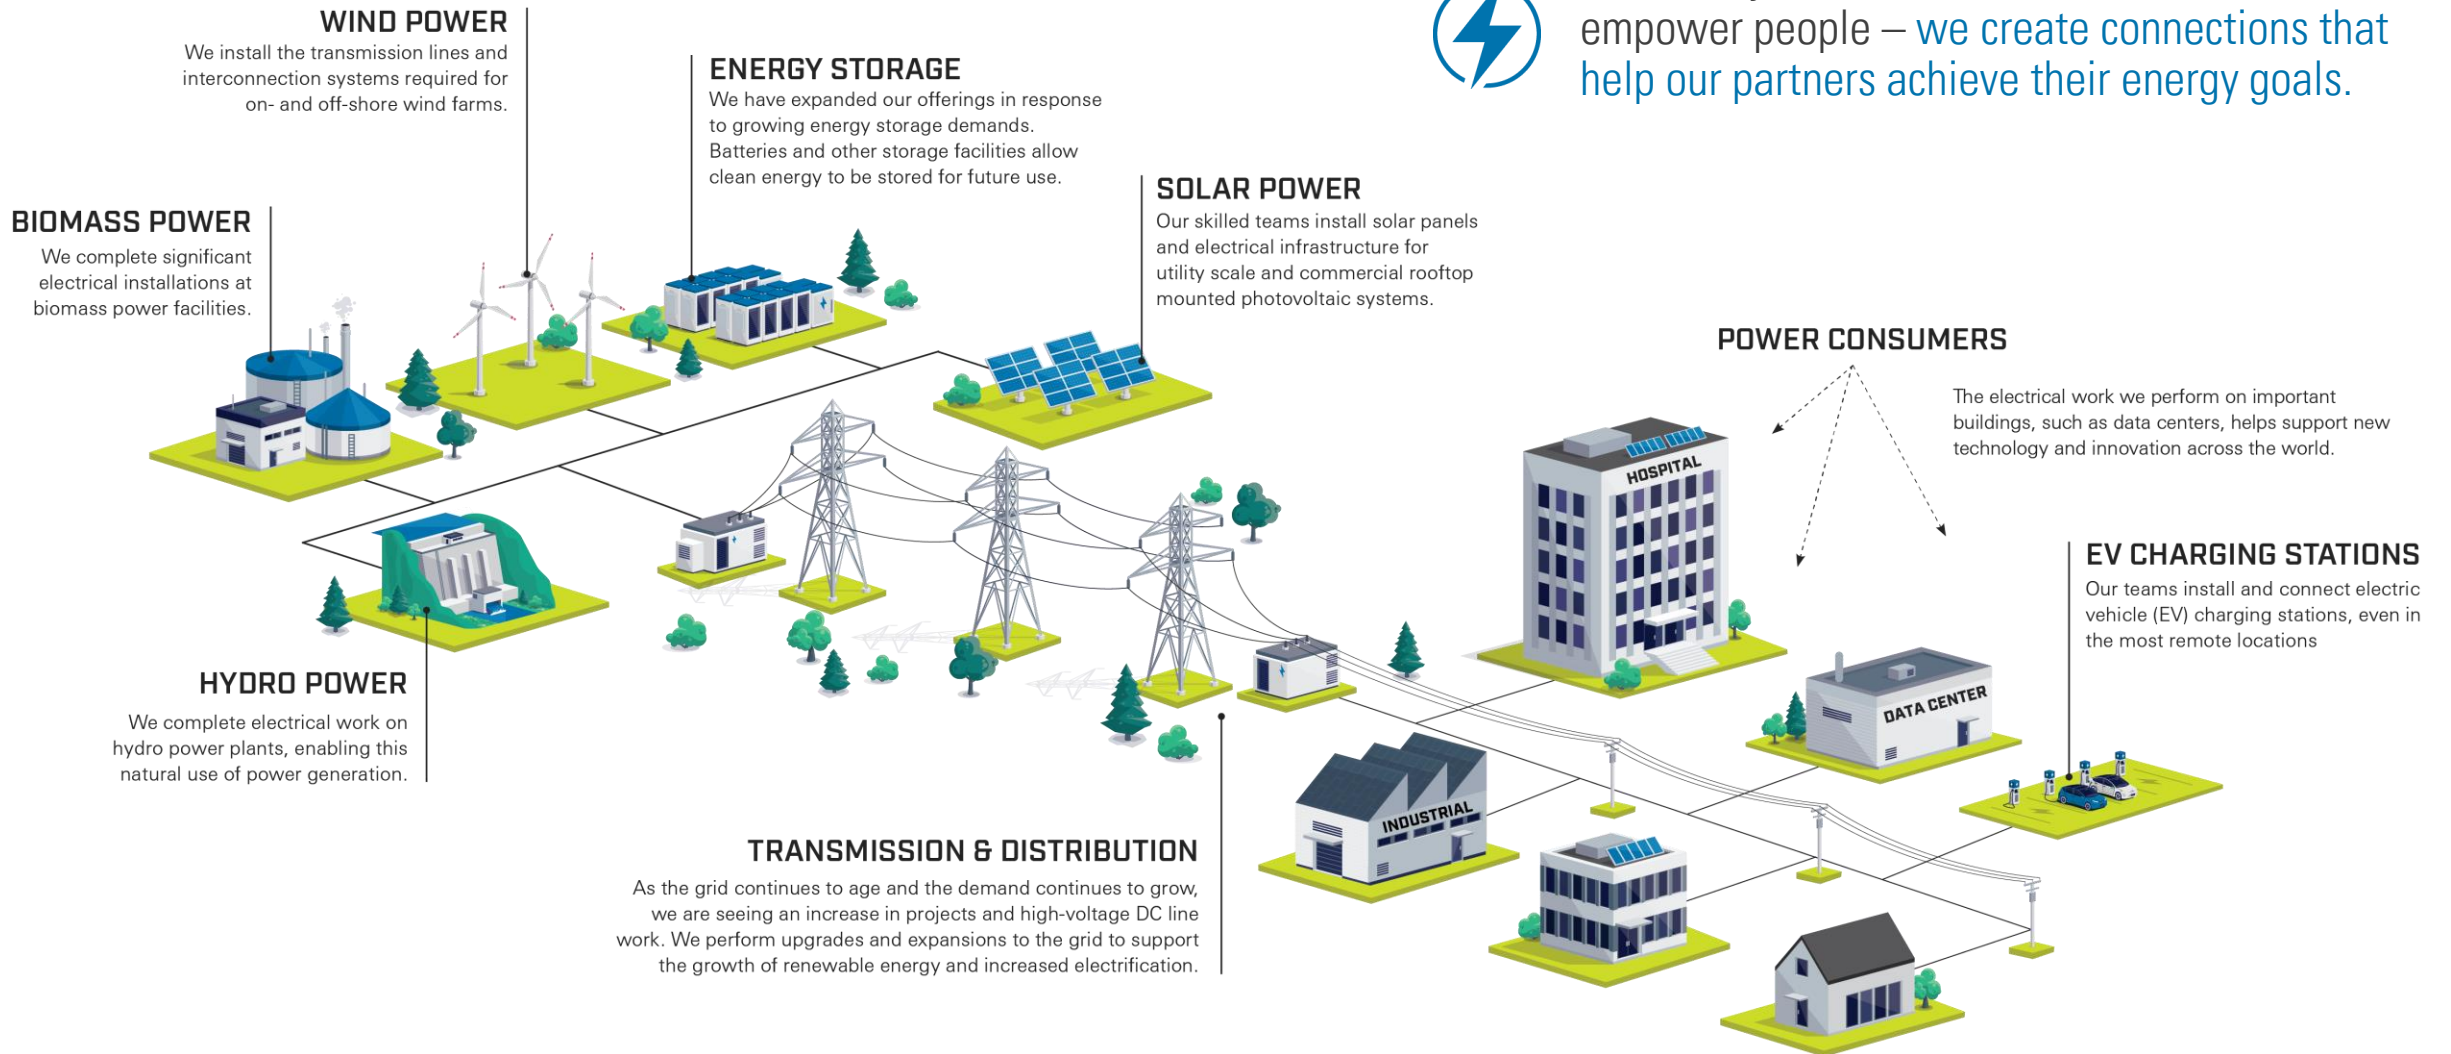 empower people – we create connections that
help our partners achieve their energy goals.
WIND POWER
We install the transmission lines and
interconnection systems required for
on- and off-shore wind farms.
ENERGY STORAGE
We have expanded our offerings in response
to growing energy storage demands.
Batteries and other storage facilities allow
clean energy to be stored for future use.
SOLAR POWER
Our skilled teams install solar panels
and electrical infrastructure for
utility scale and commercial rooftop
mounted photovoltaic systems.
BIOMASS POWER
We complete significant
electrical installations at
biomass power facilities.
POWER CONSUMERS
The electrical work we perform on important
buildings, such as data centers, helps support new
technology and innovation across the world.
HOSPITAL
EV CHARGING STATIONS
Our teams install and connect electric
vehicle (EV) charging stations, even in
the most remote locations
HYDRO POWER
We complete electrical work on
hydro power plants, enabling this
natural use of power generation.
DATA CENTER
INDUSTRIAL
TRANSMISSION & DISTRIBUTION
As the grid continues to age and the demand continues to grow,
we are seeing an increase in projects and high-voltage DC line
work. We perform upgrades and expansions to the grid to support
the growth of renewable energy and increased electrification.